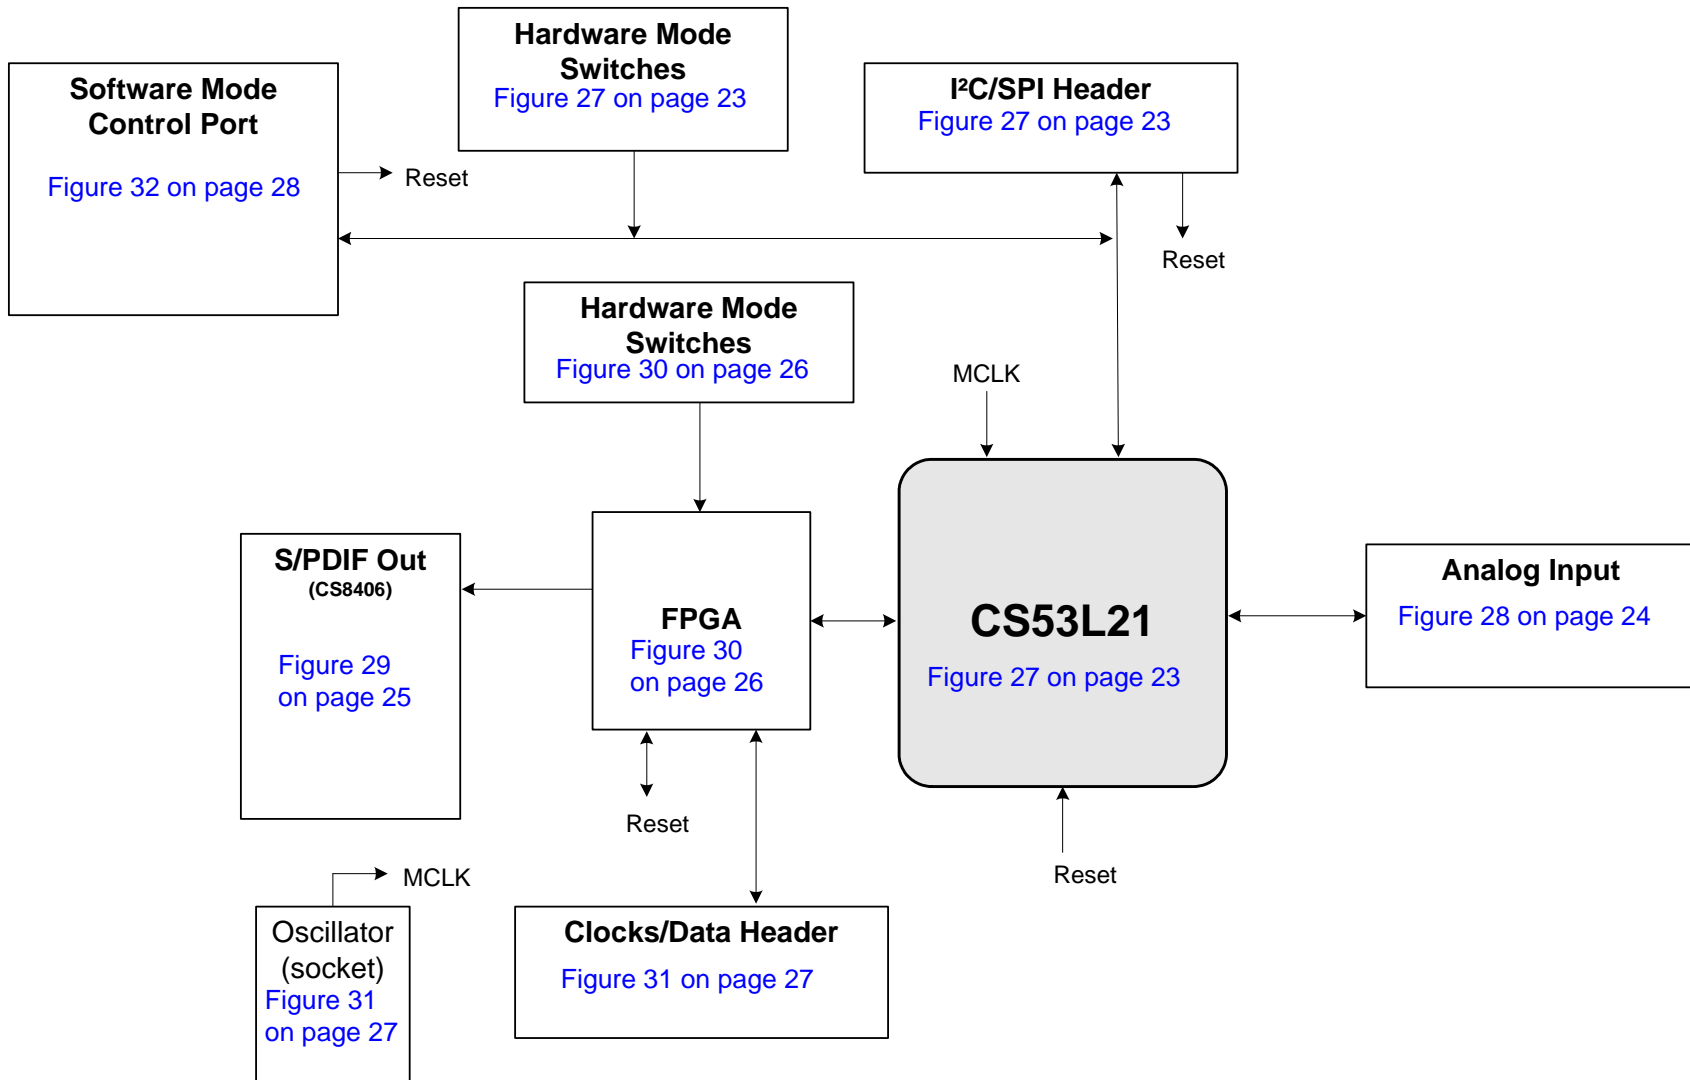 Hardware Mode
Switches
Figure 27 on page 23
Software Mode
Control Port
Figure 32 on page 28
Reset
I²C/SPI Header
Figure 27 on page 23
Reset
Hardware Mode
Switches
Figure 30 on page 26
MCLK
S/PDIF Out
(CS8406)
Figure 29
on page 25
FPGA
Figure 30
on page 26
CS53L21
Figure 27 on page 23
Analog Input
Figure 28 on page 24
Reset
Reset
MCLK
Oscillator
(socket)
Figure 31
on page 27
Clocks/Data Header
Figure 31 on page 27